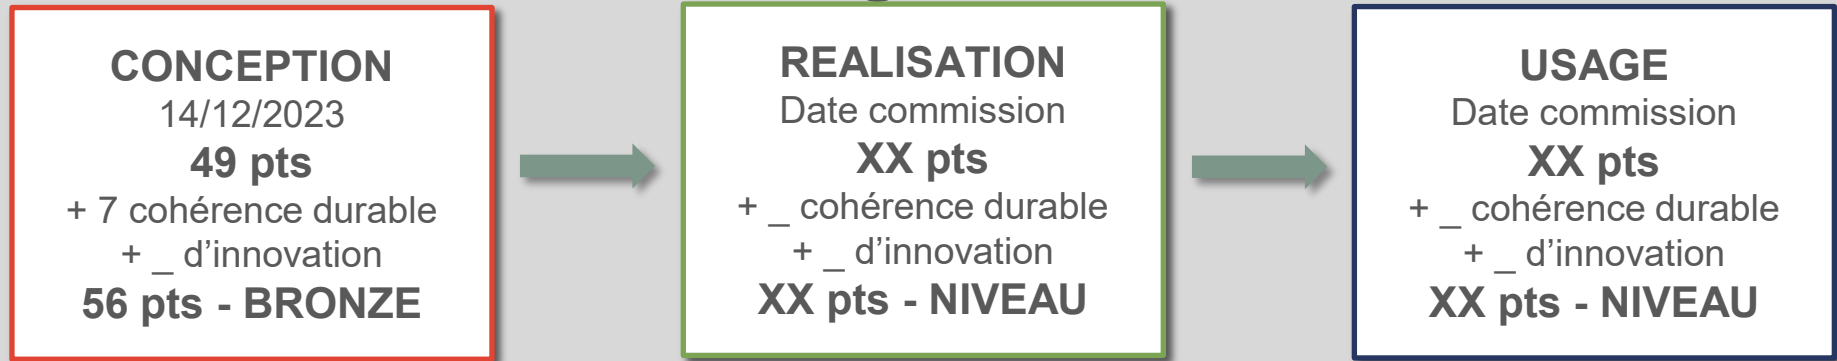 CONCEPTION
14/12/2023
49 pts
+ 7 cohérence durable
+ _ d’innovation
56 pts - BRONZE
REALISATION
Date commission
XX pts
+ _ cohérence durable
+ _ d’innovation
XX pts - NIVEAU
USAGE
Date commission
XX pts
+ _ cohérence durable
+ _ d’innovation
XX pts - NIVEAU